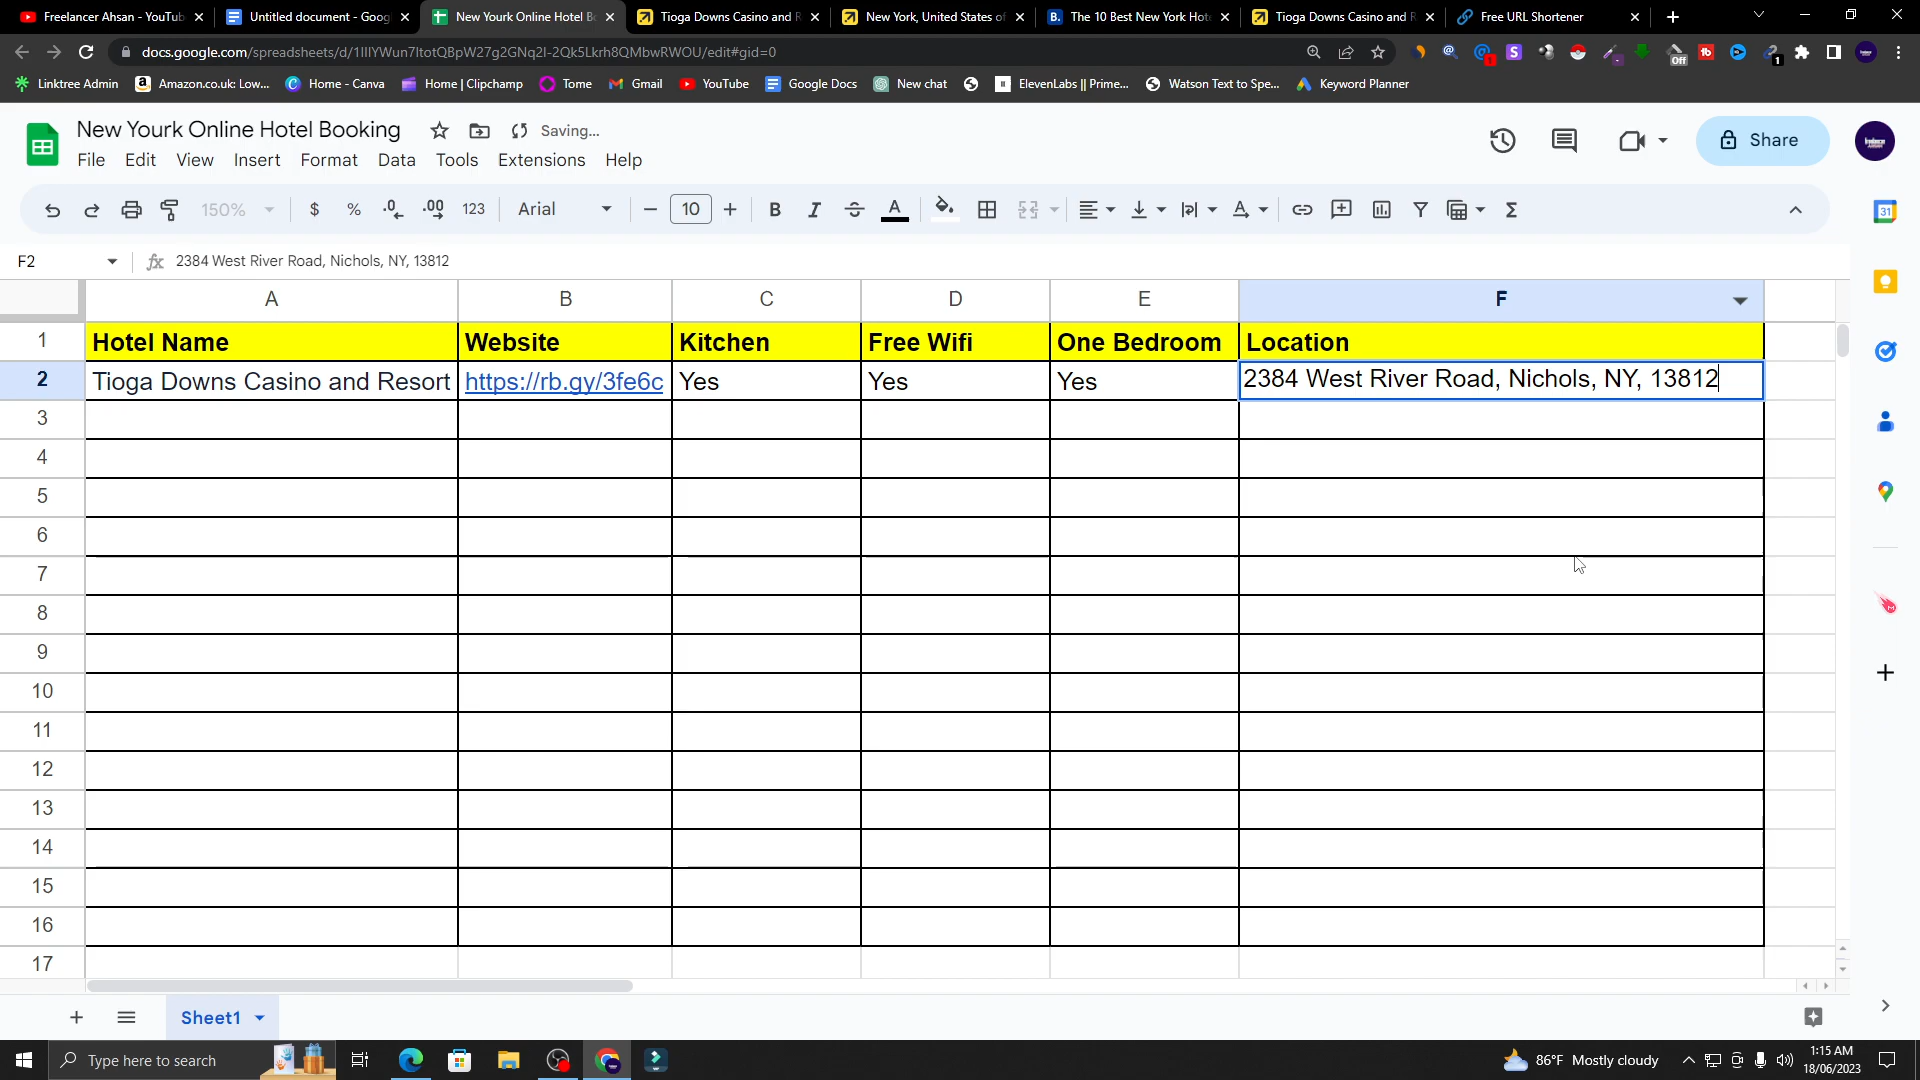 Freelancer Ahsan - YouTub
Untitled document - Goog
New Yourk Online Hotel B
Tioga Downs Casino and R
New York, United States of
B. The 10 Best New York Hot
Tioga Downs Casino and R
Free URL Shortener
docs.google.com/spreadsheets/d/1IIlYWun7ltotQBpW27g2GNq2I-2Qk5Lkrh8QMbwRWOU/edit#gid=0
Off
1
Linktree Admin
Amazon.co.uk: Low...
Home - Canva
Home | Clipchamp
Tome
Gmail
YouTube
Google Docs
New chat
ElevenLabs || Prime...
Watson Text to Spe...
Keyword Planner
New Yourk Online Hotel Booking
Saving...
File Edit View Insert Format Data Tools Extensions Help
Share
150%
$ % .0 .00 123
Arial
10
B I A
31
F2
2384 West River Road, Nichols, NY, 13812
A B C D E F
1 Hotel Name Website Kitchen Free Wifi One Bedroom Location
2 Tioga Downs Casino and Resort https://rb.gy/3fe6c Yes Yes Yes 2384 West River Road, Nichols, NY, 13812
3
4
5
6
7
8
9
10
11
12
13
14
15
16
17
Sheet1
Type here to search
86°F Mostly cloudy
1:15 AM
18/06/2023